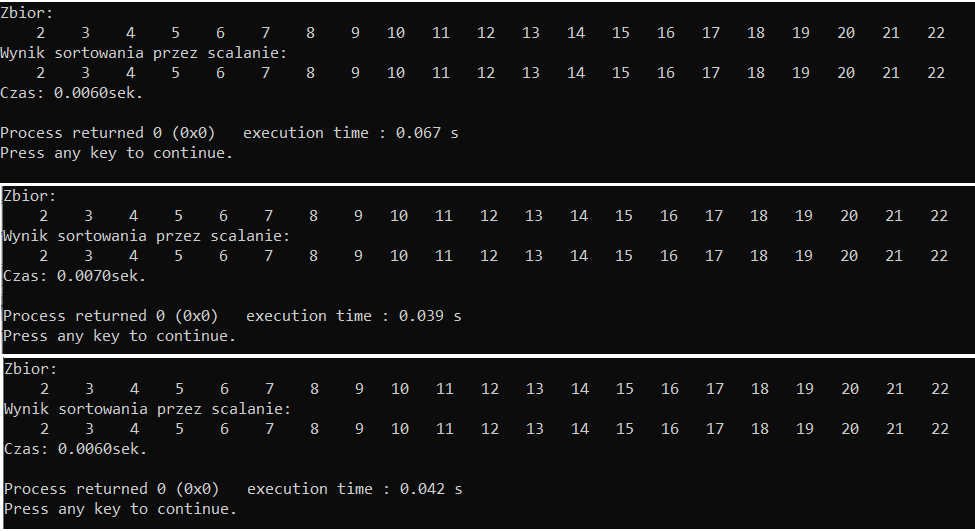 Zbior:
2 3 4 5 6 7 8 9 10 11 12 13 14 15 16 17 18 19 20 21 22
Wynik sortowania przez scalanie:
2 3 4 5 6 7 8 9 10 11 12 13 14 15 16 17 18 19 20 21 22
Czas: 0.0060sek.
Process returned 0 (0x0) execution time : 0.067 s
Press any key to continue.
Zbior:
2 3 4 5 6 7 8 9 10 11 12 13 14 15 16 17 18 19 20 21 22
Wynik sortowania przez scalanie:
2 3 4 5 6 7 8 9 10 11 12 13 14 15 16 17 18 19 20 21 22
Czas: 0.0070sek.
Process returned 0 (0x0) execution time : 0.039 s
Press any key to continue.
Zbior:
2 3 4 5 6 7 8 9 10 11 12 13 14 15 16 17 18 19 20 21 22
Wynik sortowania przez scalanie:
2 3 4 5 6 7 8 9 10 11 12 13 14 15 16 17 18 19 20 21 22
Czas: 0.0060sek.
Process returned 0 (0x0) execution time : 0.042 s
Press any key to continue.